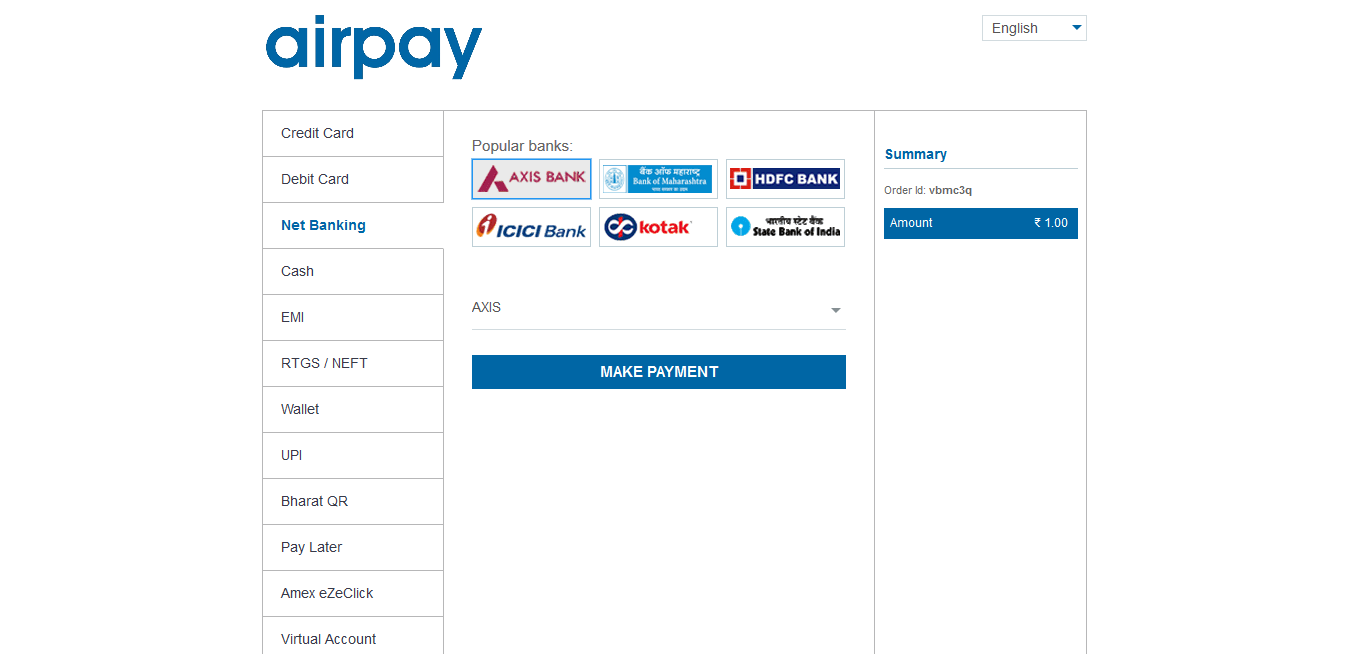 airpay
English
Credit Card
Debit Card
Net Banking
Cash
EMI
RTGS / NEFT
Wallet
UPI
Bharat QR
Pay Later
Amex eZeClick
Virtual Account
Popular banks:
AXIS BANK
बैंक ऑफ महाराष्ट्र
Bank of Maharashtra
HDFC BANK
ICICI Bank
kotak
भारतीय स्टेट बैंक
State Bank of India
AXIS
MAKE PAYMENT
Summary
Order Id: vbmc3q
Amount ₹ 1.00